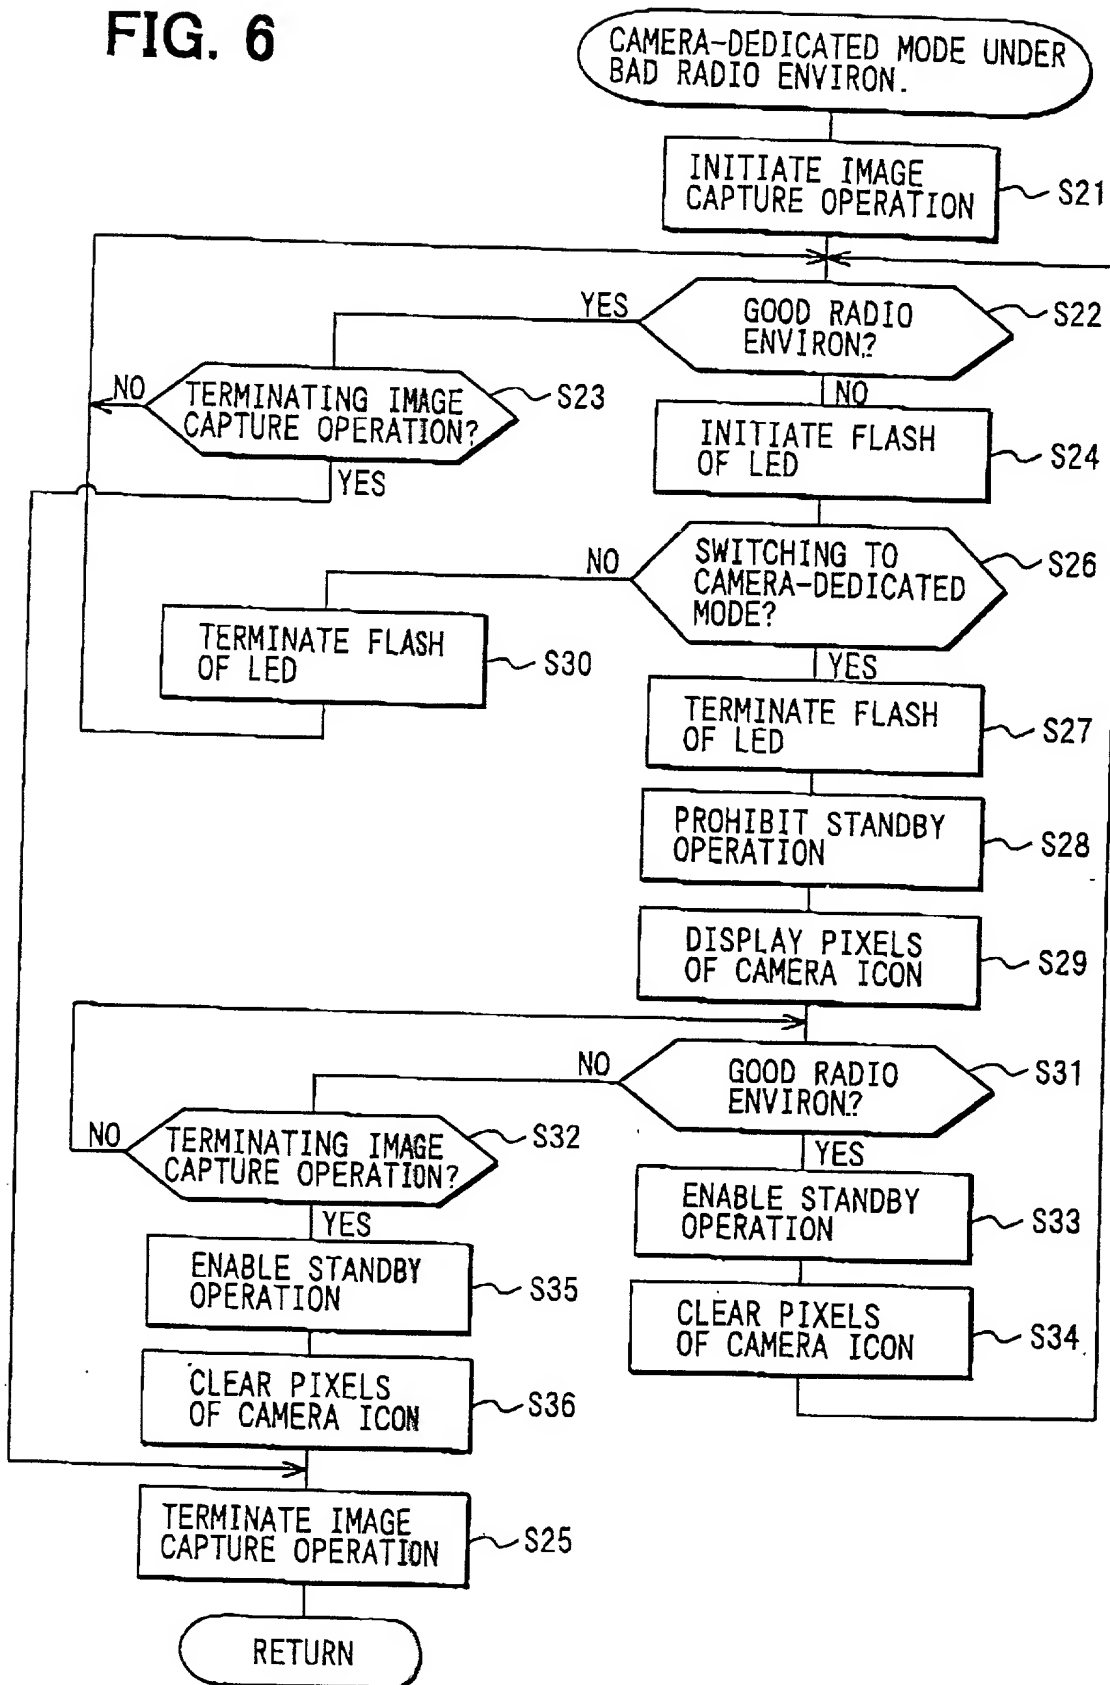 FIG. 6
CAMERA-DEDICATED MODE UNDER
BAD RADIO ENVIRON.
INITIATE IMAGE
CAPTURE OPERATION
S21
GOOD RADIO
ENVIRON?
S22
YES
NO
TERMINATING IMAGE
CAPTURE OPERATION?
S23
NO
YES
INITIATE FLASH
OF LED
S24
SWITCHING TO
CAMERA-DEDICATED
MODE?
S26
NO
YES
TERMINATE FLASH
OF LED
S30
TERMINATE FLASH
OF LED
S27
PROHIBIT STANDBY
OPERATION
S28
DISPLAY PIXELS
OF CAMERA ICON
S29
GOOD RADIO
ENVIRON?
S31
NO
YES
TERMINATING IMAGE
CAPTURE OPERATION?
S32
NO
YES
ENABLE STANDBY
OPERATION
S33
ENABLE STANDBY
OPERATION
S35
CLEAR PIXELS
OF CAMERA ICON
S34
CLEAR PIXELS
OF CAMERA ICON
S36
TERMINATE IMAGE
CAPTURE OPERATION
S25
RETURN